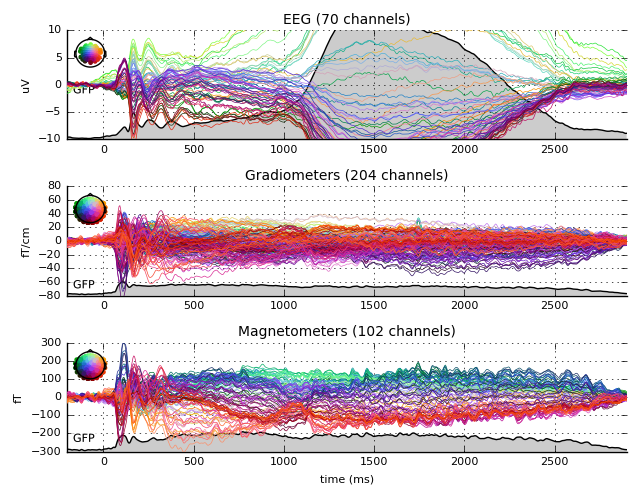 EEG (70 channels)
10
5
0
−5
−10
uV
GFP
0 500 1000 1500 2000 2500
Gradiometers (204 channels)
80
60
40
20
0
−20
−40
−60
−80
fT/cm
GFP
0 500 1000 1500 2000 2500
Magnetometers (102 channels)
300
200
100
0
−100
−200
−300
fT
GFP
0 500 1000 1500 2000 2500
time (ms)